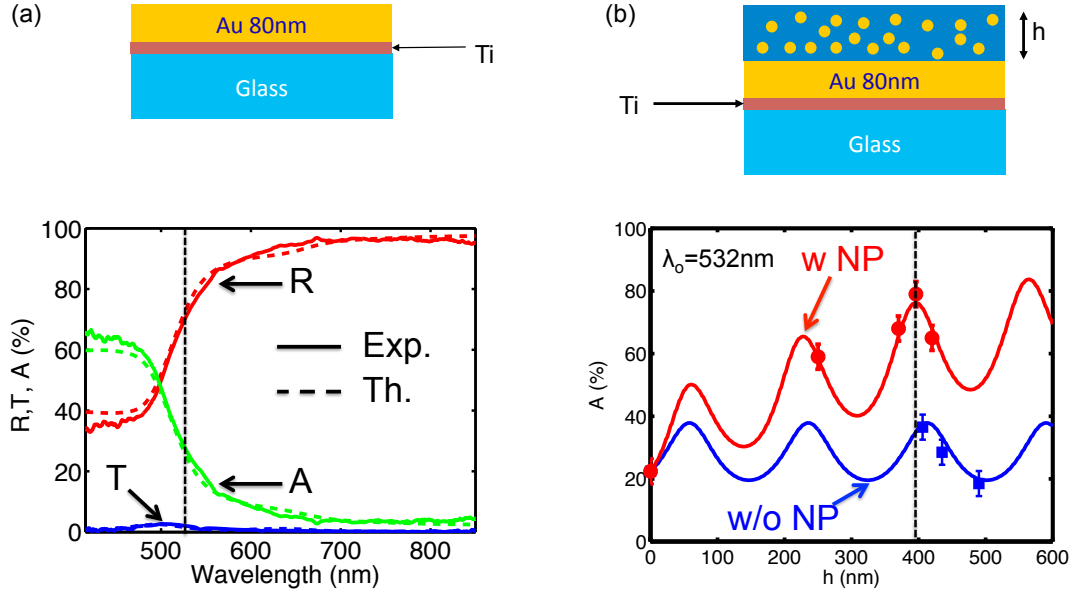 (a)
Au 80nm
Ti
Glass
100
80
60
40
20
0
R,T, A (%)
R
Exp.
Th.
T
A
500
600
700
800
Wavelength (nm)
(b)
h
Au 80nm
Ti
Glass
100
80
60
40
20
0
A (%)
λo=532nm
w NP
w/o NP
0
100
200
300
400
500
600
h (nm)